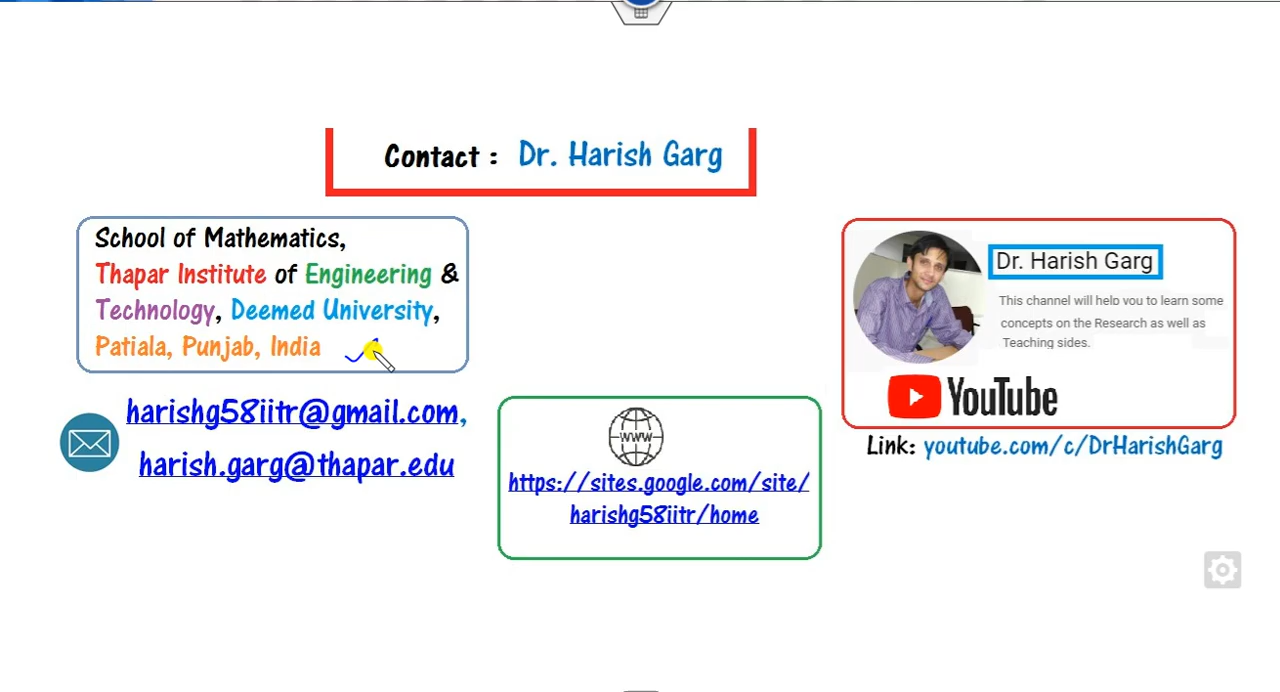 Contact : Dr. Harish Garg
School of Mathematics,
Thapar Institute of Engineering &
Technology, Deemed University,
Patiala, Punjab, India
harishg58iitr@gmail.com,
harish.garg@thapar.edu
www
https://sites.google.com/site/
harishg58iitr/home
Dr. Harish Garg
This channel will help you to learn some
concepts on the Research as well as
Teaching sides.
YouTube
Link: youtube.com/c/DrHarishGarg